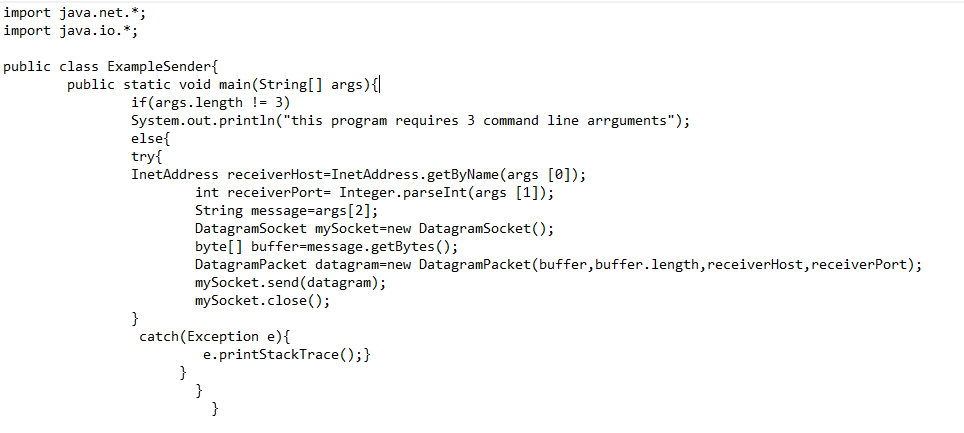 import java.net.*;
import java.io.*;

public class ExampleSender{
        public static void main(String[] args){
                if(args.length != 3)
                System.out.println("this program requires 3 command line arrguments");
                else{
                try{
                InetAddress receiverHost=InetAddress.getByName(args [0]);
                        int receiverPort= Integer.parseInt(args [1]);
                        String message=args[2];
                        DatagramSocket mySocket=new DatagramSocket();
                        byte[] buffer=message.getBytes();
                        DatagramPacket datagram=new DatagramPacket(buffer,buffer.length,receiverHost,receiverPort);
                        mySocket.send(datagram);
                        mySocket.close();
                }
                 catch(Exception e){
                         e.printStackTrace();}
                      }
                        }
                          }